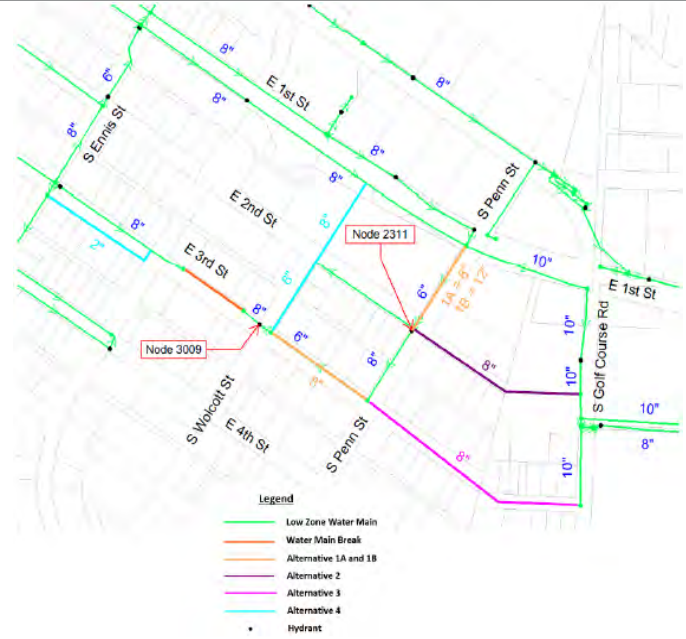 8"
8"
6"
8"
E 1st St
8"
S Ennis St
8"
8"
8"
S Penn St
E 2nd St
8"
Node 2311
10"
E 3rd St
2"
6"
6"
1A = 8"
1B = 12"
E 1st St
8"
10"
Node 3009
6"
8"
8"
10"
S Golf Course Rd
8"
10"
8"
S Wolcott St
E 4th St
S Penn St
8"
10"
Legend
Low Zone Water Main
Water Main Break
Alternative 1A and 1B
Alternative 2
Alternative 3
Alternative 4
Hydrant